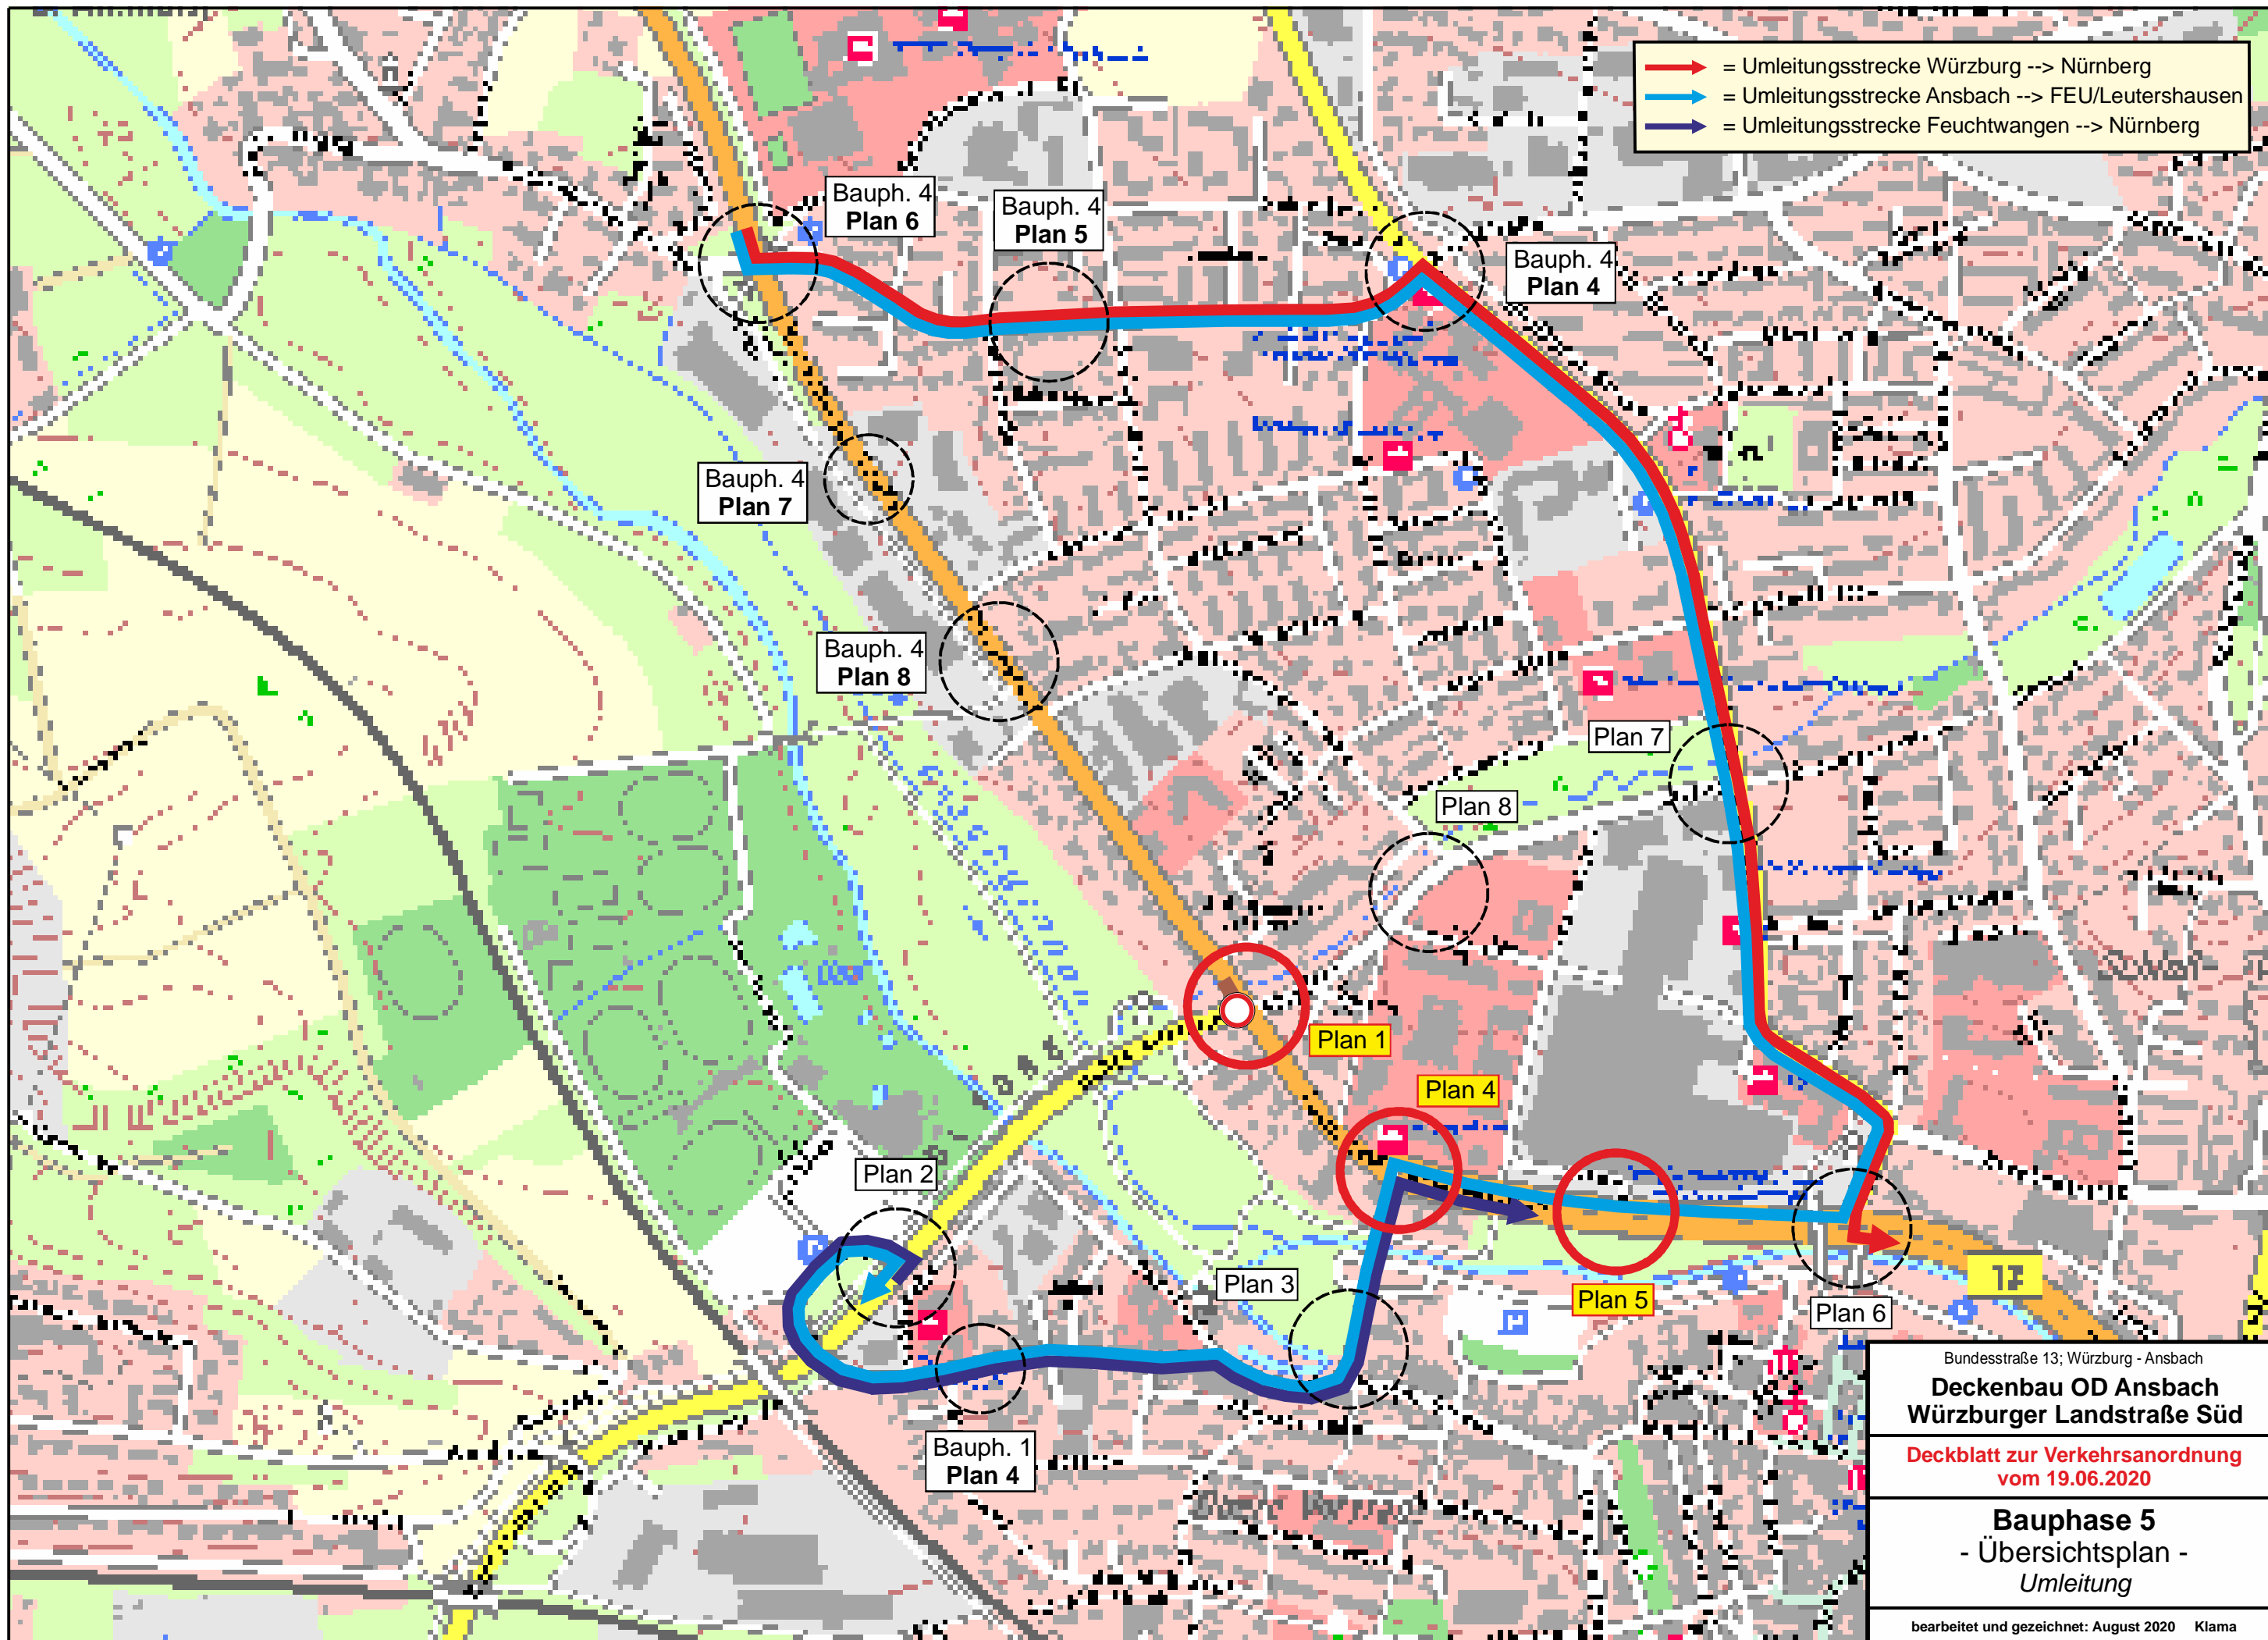 = Umleitungsstrecke Würzburg --> Nürnberg
= Umleitungsstrecke Ansbach --> FEU/Leutershausen
= Umleitungsstrecke Feuchtwangen --> Nürnberg
Bauph. 4
Plan 6
Bauph. 4
Plan 5
Bauph. 4
Plan 4
Bauph. 4
Plan 7
Bauph. 4
Plan 8
Plan 7
Plan 8
Plan 1
Plan 4
Plan 2
Plan 3
Plan 5
Plan 6
Bauph. 1
Plan 4
Bundesstraße 13; Würzburg - Ansbach
Deckenbau OD Ansbach
Würzburger Landstraße Süd
Deckblatt zur Verkehrsanordnung
vom 19.06.2020
Bauphase 5
- Übersichtsplan -
Umleitung
bearbeitet und gezeichnet: August 2020 Klama